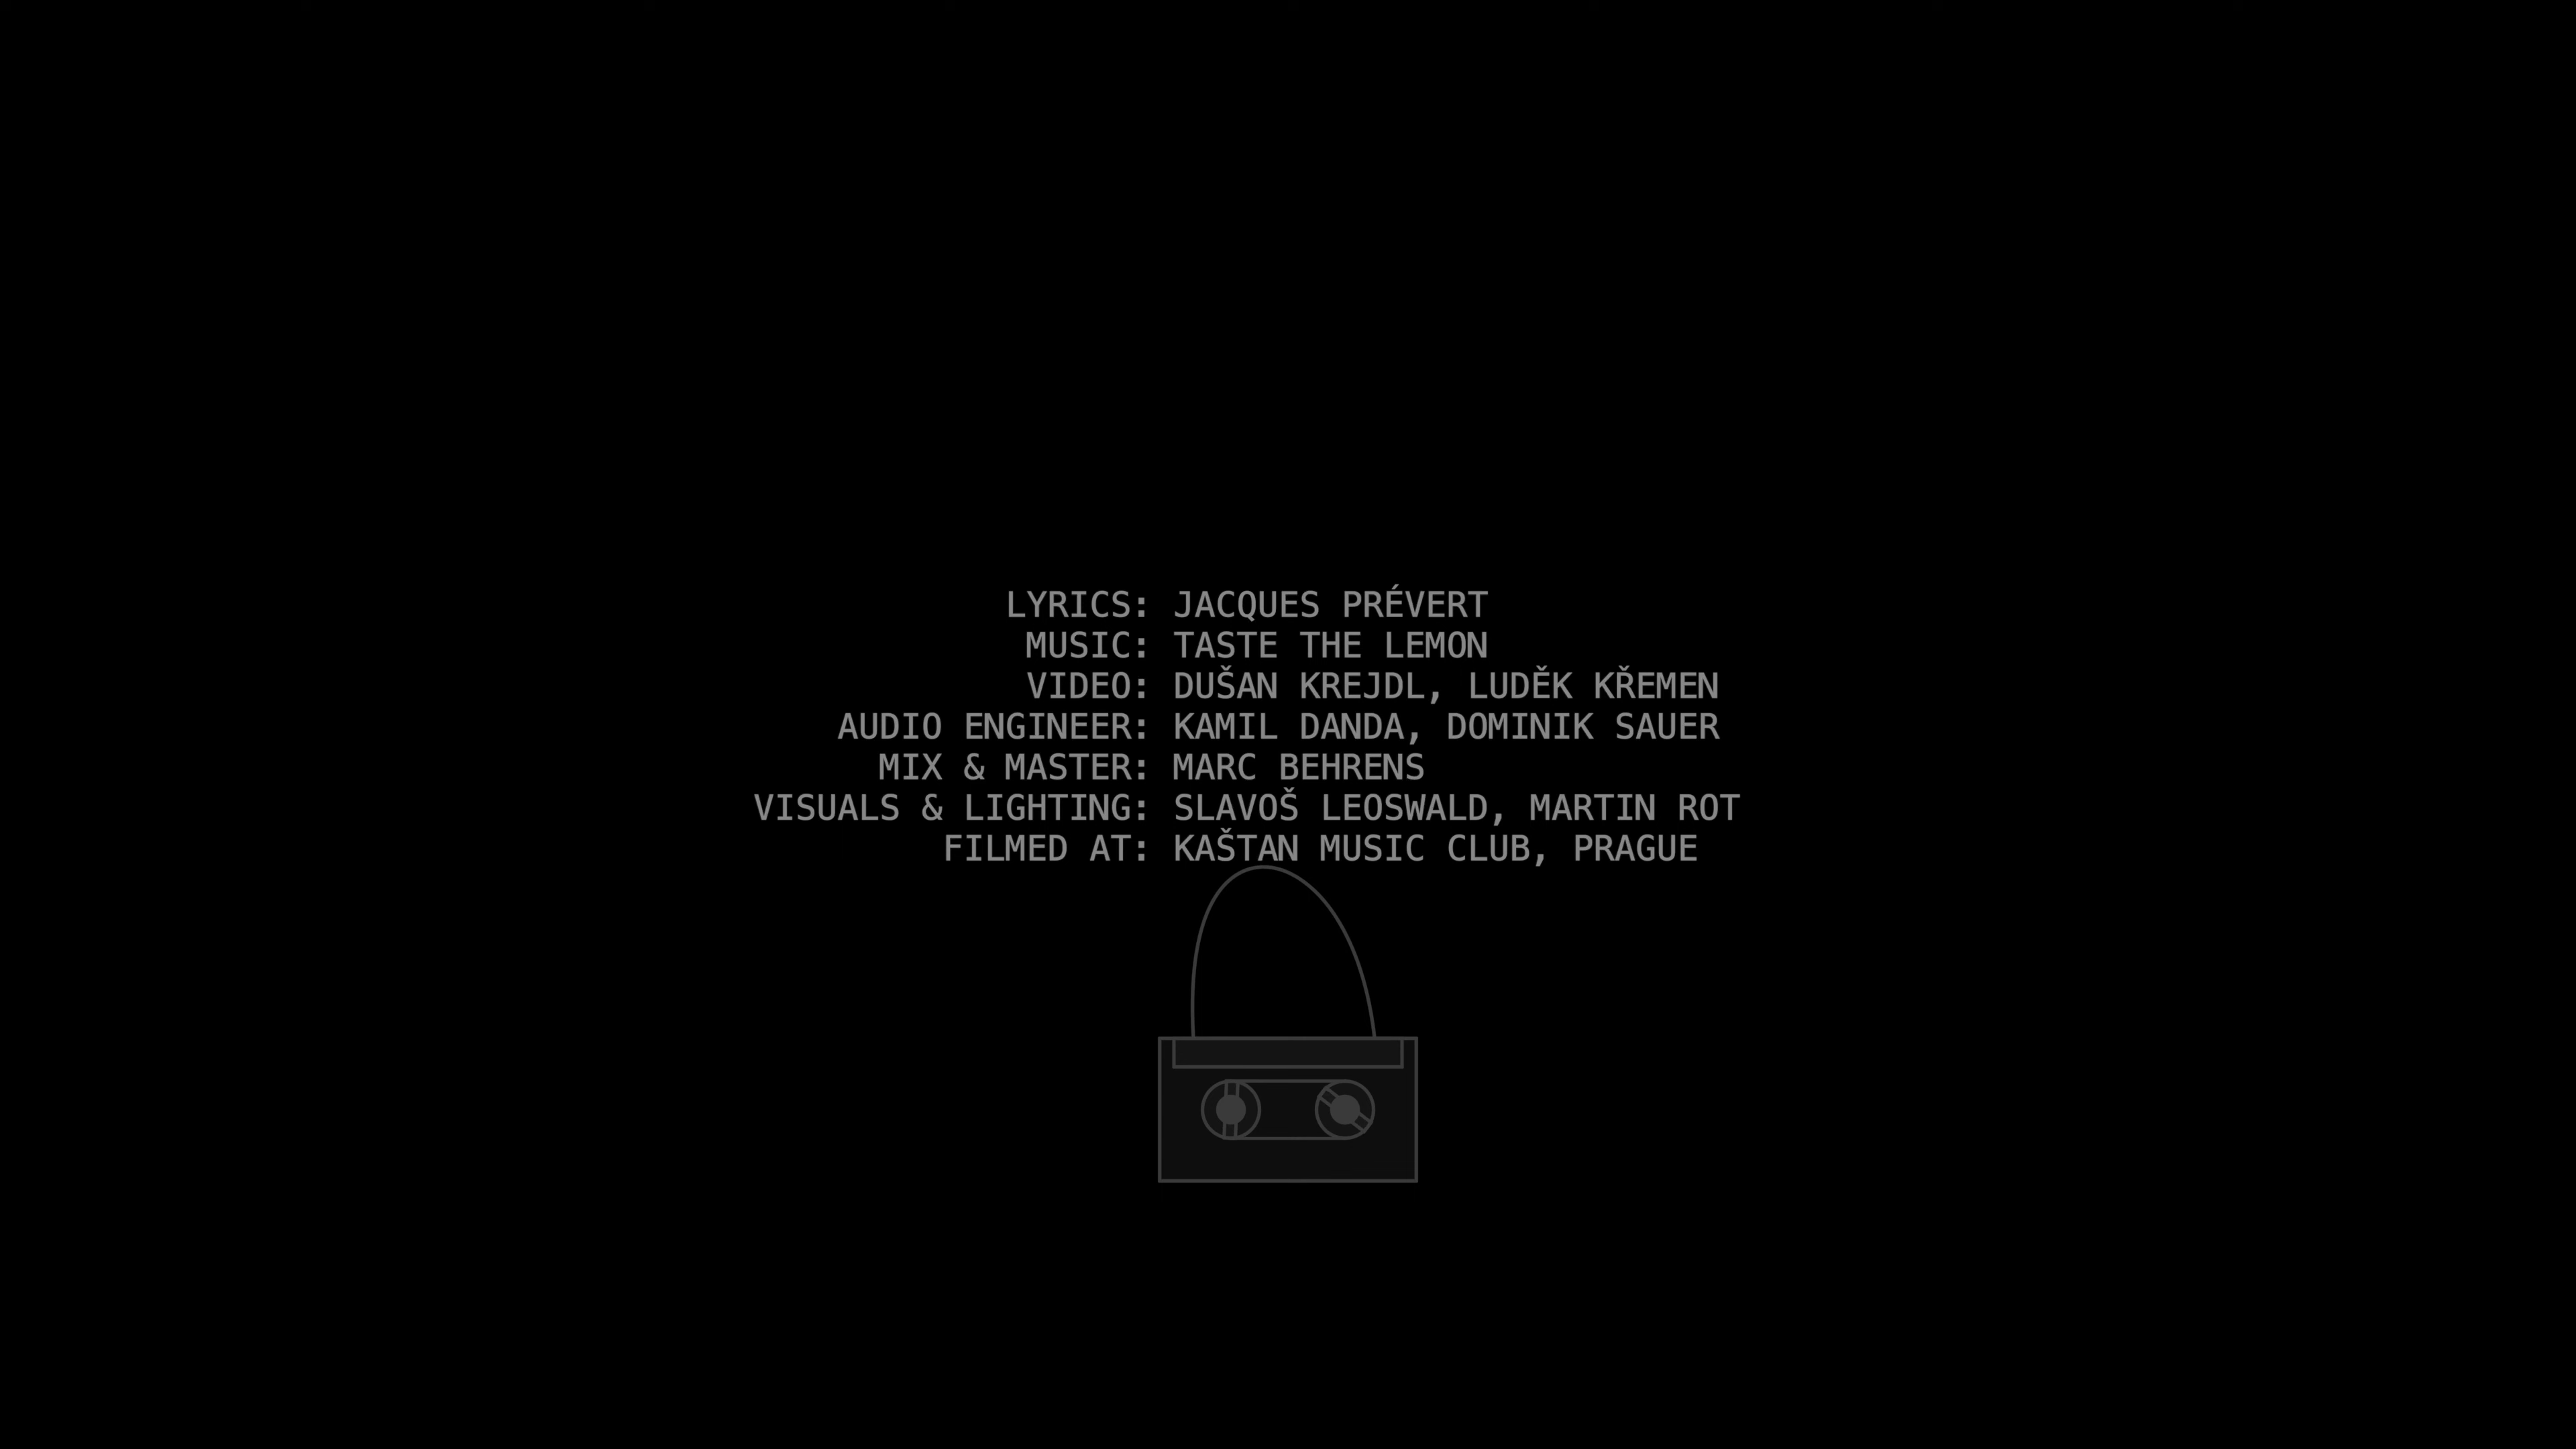 LYRICS: JACQUES PRÉVERT
MUSIC: TASTE THE LEMON
VIDEO: DUŠAN KREJDL, LUDĚK KŘEMEN
AUDIO ENGINEER: KAMIL DANDA, DOMINIK SAUER
MIX & MASTER: MARC BEHRENS
VISUALS & LIGHTING: SLAVOŠ LEOSWALD, MARTIN ROT
FILMED AT: KAŠTAN MUSIC CLUB, PRAGUE